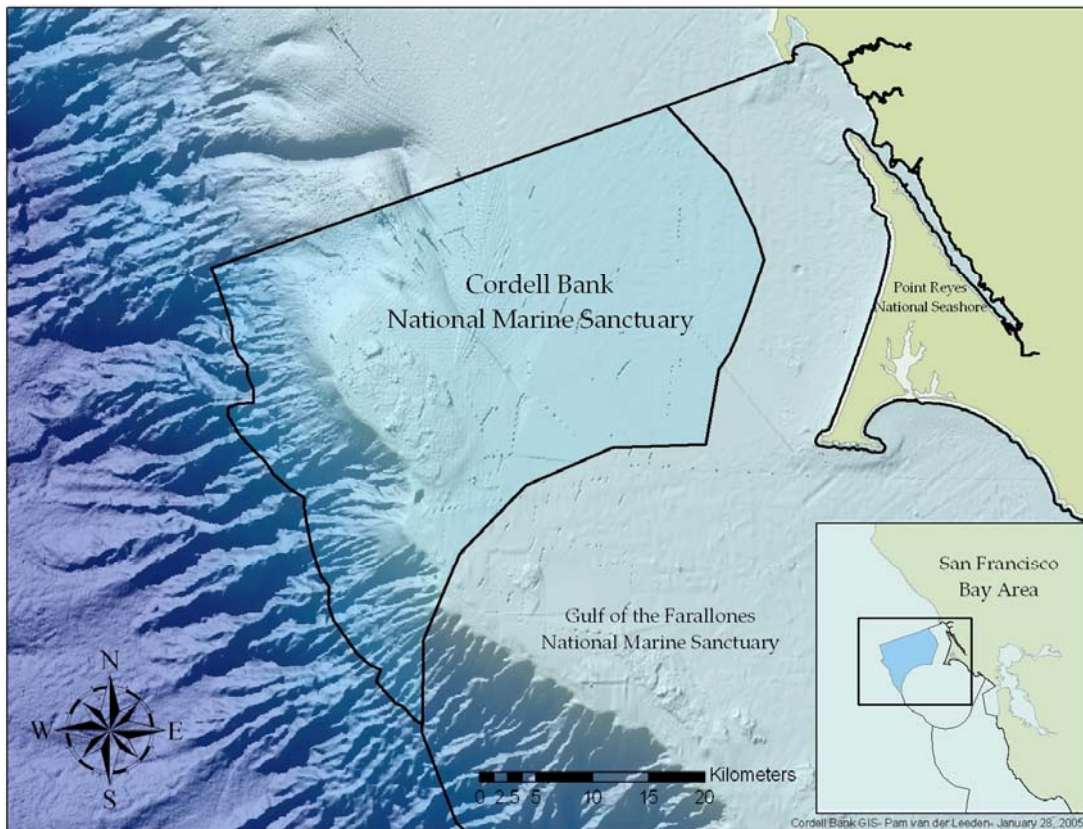 Cordell Bank
National Marine Sanctuary
Point Reyes
National Seashore
Gulf of the Farallones
National Marine Sanctuary
San Francisco
Bay Area
N
W E
S
Kilometers
0 2.5 5 10 15 20
Cordell Bank GIS- Pam van der Leeden- January 28, 2005